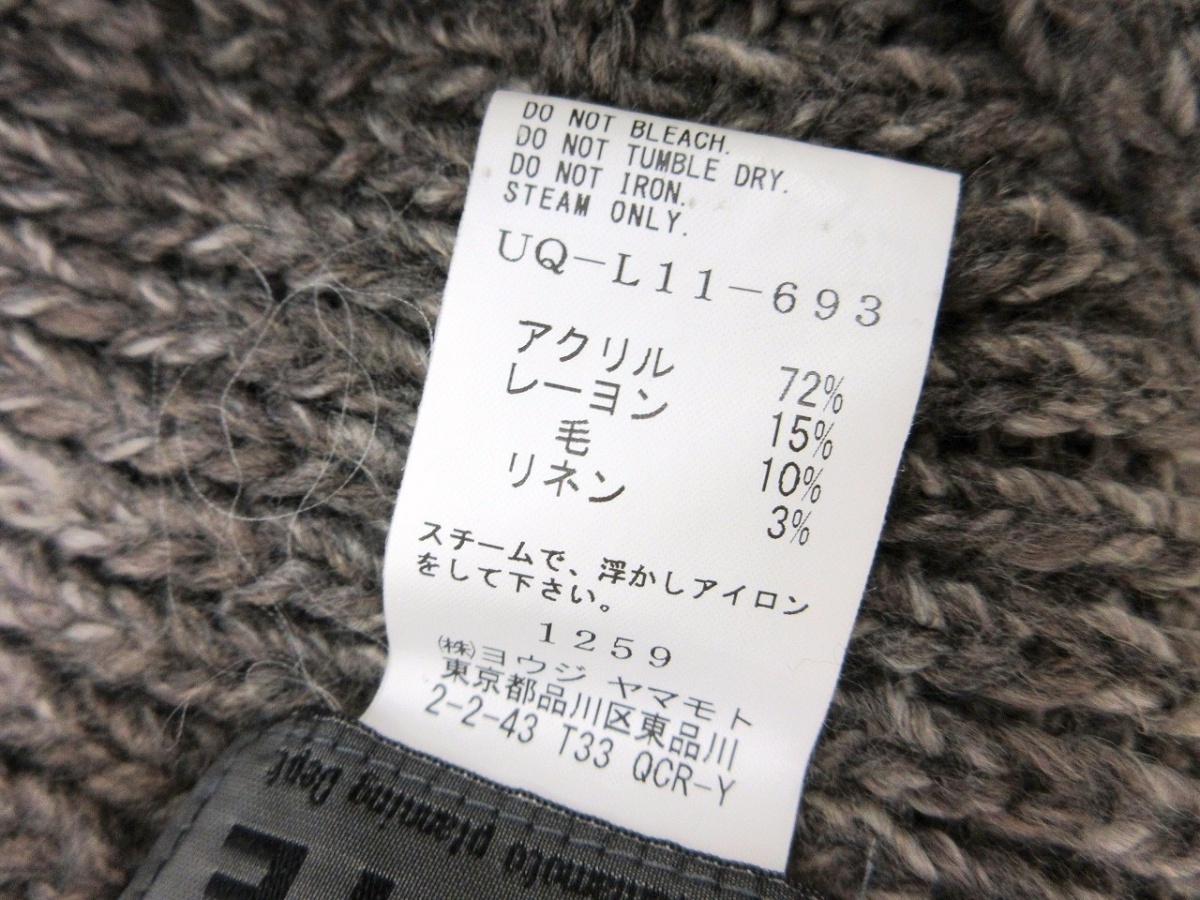 DO NOT BLEACH.
DO NOT TUMBLE DRY.
DO NOT IRON.
STEAM ONLY.
UQ-L11-693
アクリル 72%
レーヨン 15%
毛 10%
リネン 3%
スチームで、浮かしアイロン
をして下さい。
1259
㈱ヨウジ ヤマモト
東京都品川区東品川
2-2-43 T33 QCR-Y
planning Dept